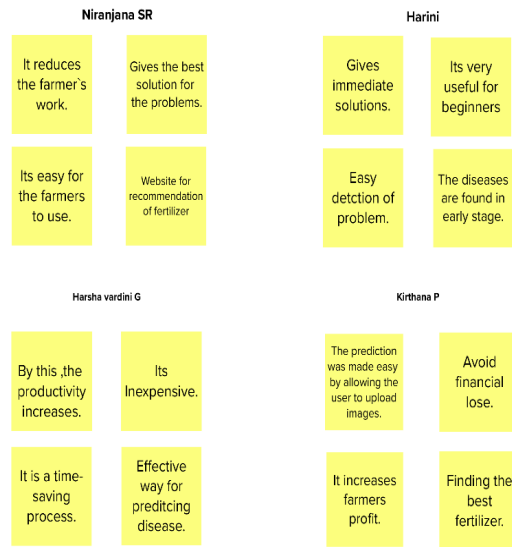 Niranjana SR
It reduces
the farmer`s
work.
Gives the best
solution for
the problems.
Its easy for
the farmers
to use.
Website for
recommendation
of fertilizer
Harini
Gives
immediate
solutions.
Its very
useful for
beginners
Easy
detction of
problem.
The diseases
are found in
early stage.
Harsha vardini G
By this ,the
productivity
increases.
Its
Inexpensive.
It is a time-
saving
process.
Effective
way for
preditcing
disease.
Kirthana P
The prediction
was made easy
by allowing the
user to upload
images.
Avoid
financial
lose.
It increases
farmers
profit.
Finding the
best
fertilizer.